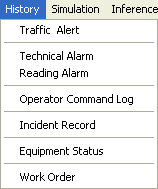 History Simulation Inference
Traffic Alert
Technical Alarm
Reading Alarm
Operator Command Log
Incident Record
Equipment Status
Work Order